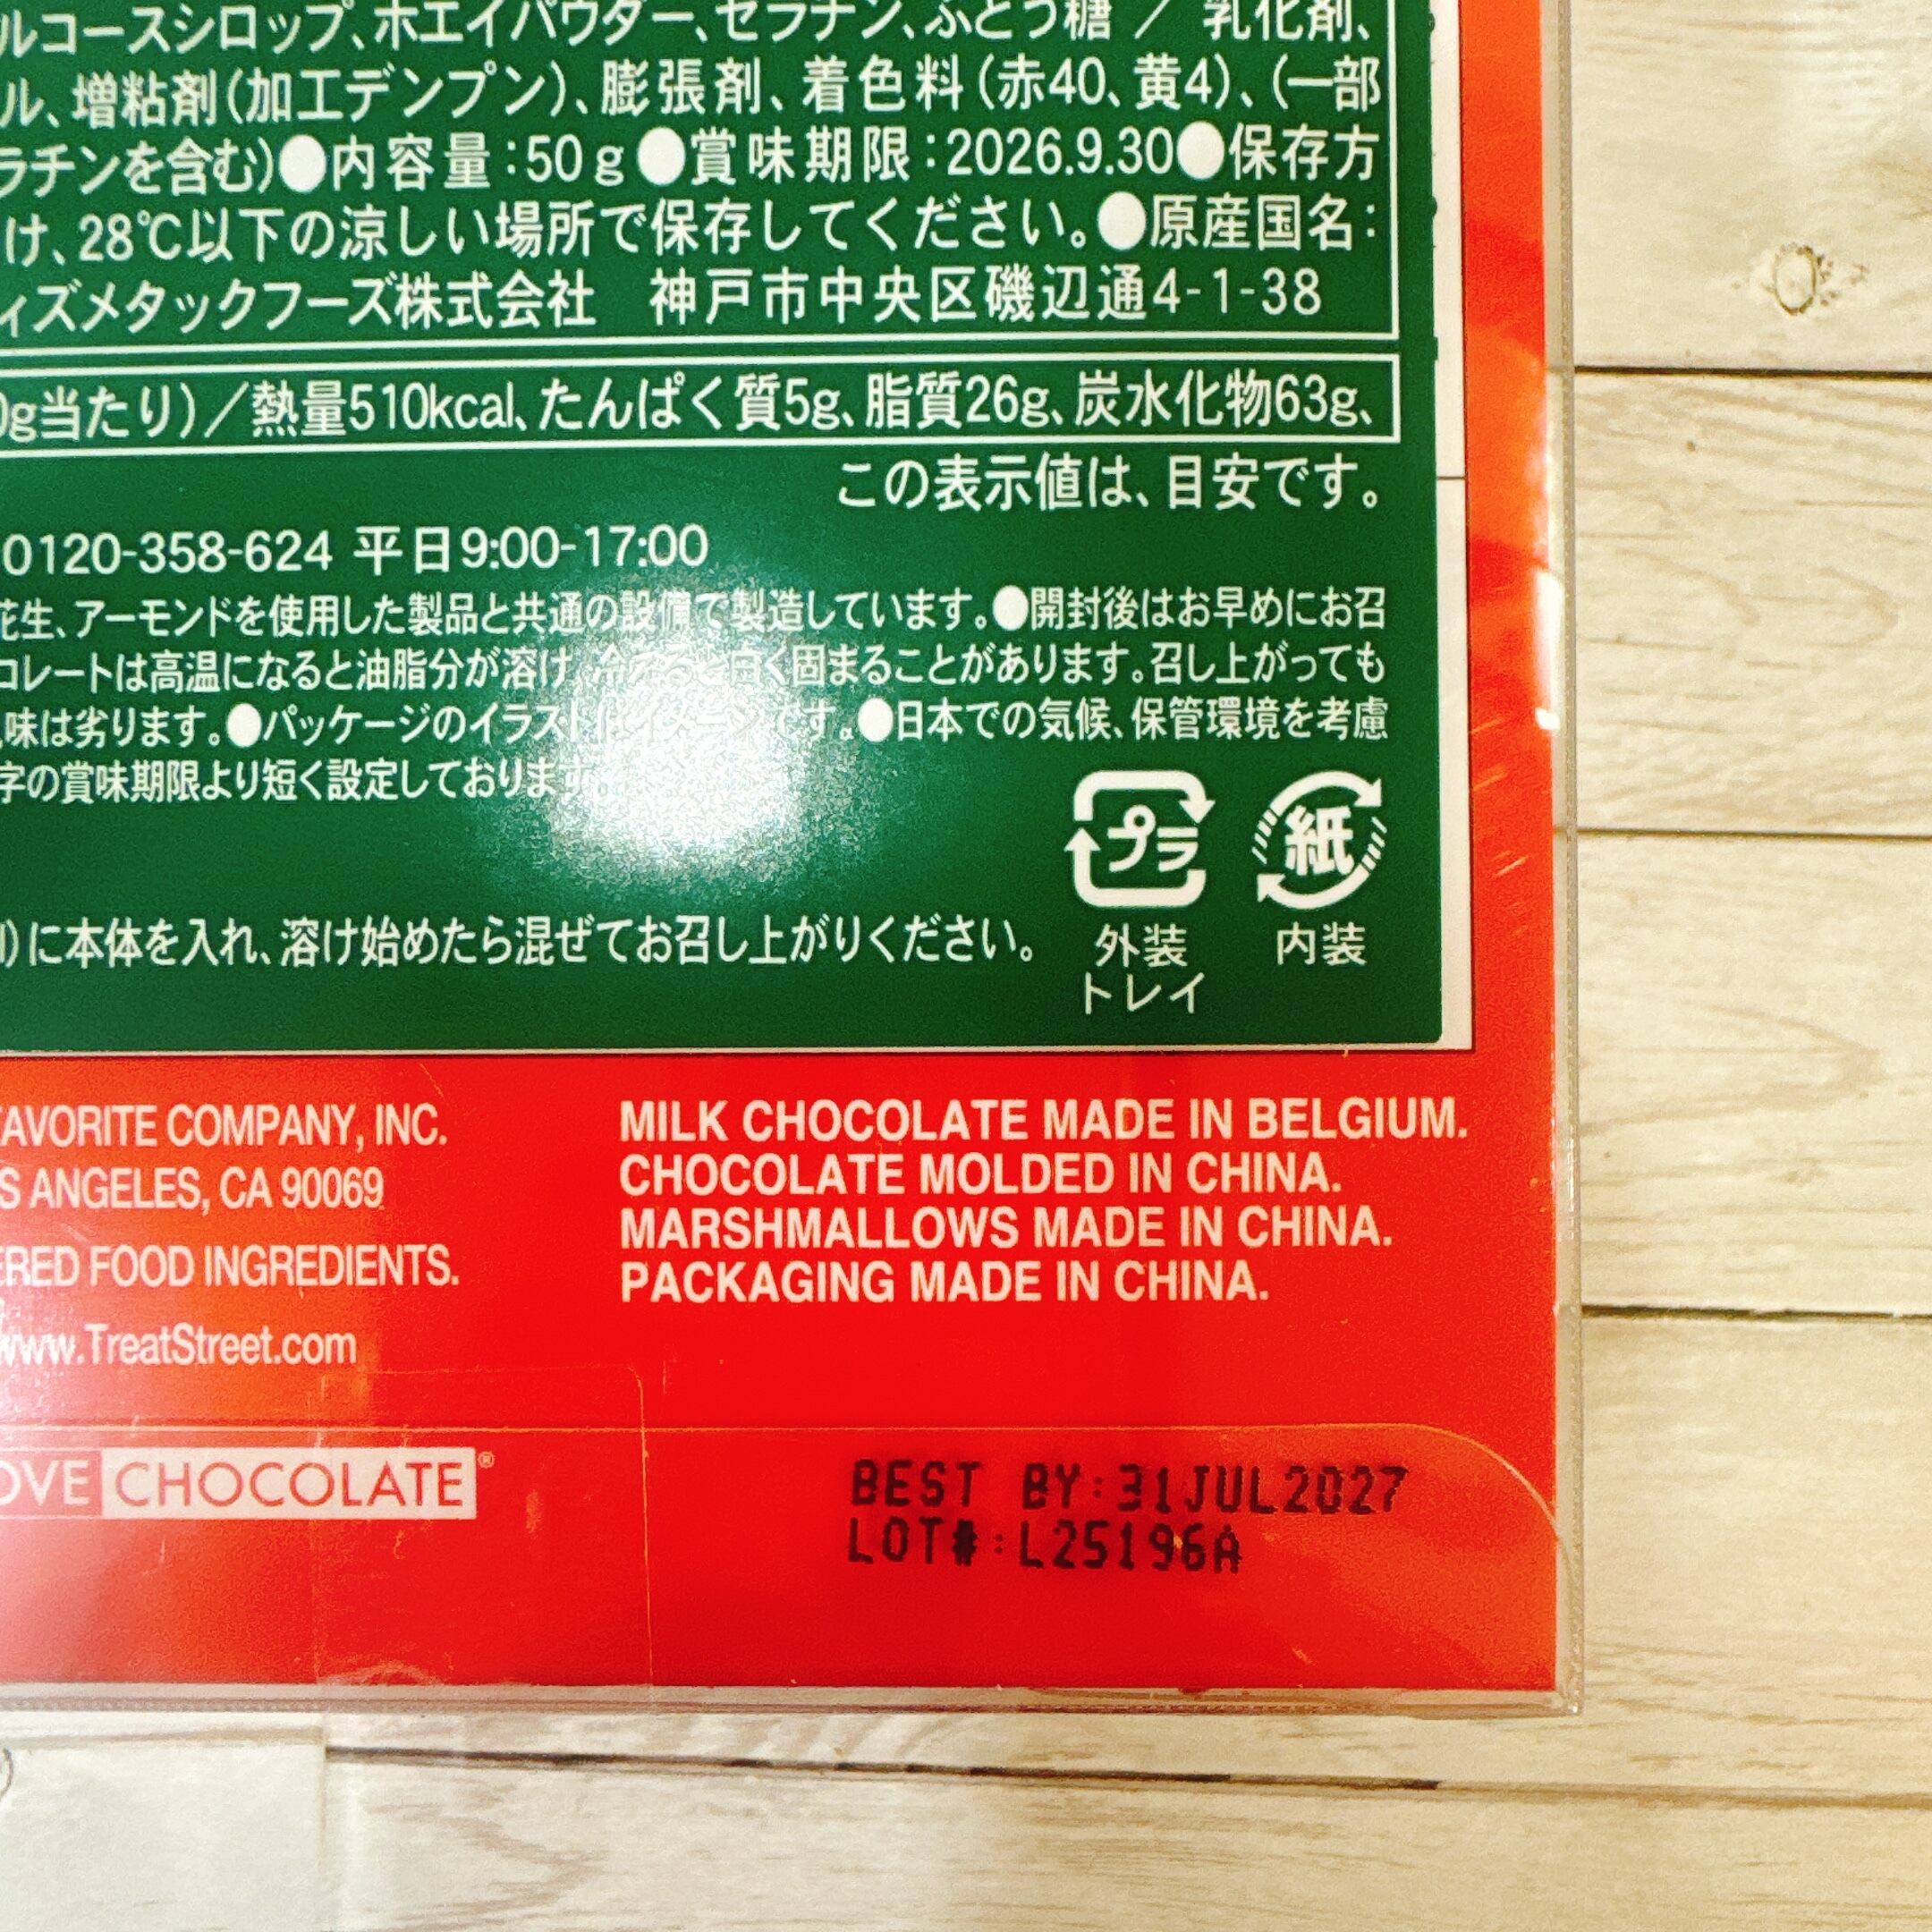 ルコースシロップ、ホエイパウダー、ゼラチン、ぶどう糖 / 乳化剤、
ル、増粘剤(加工デンプン)、膨張剤、着色料(赤40、黄4)、(一部
ラチンを含む)●内容量:50g●賞味期限:2026.9.30●保存方
け、28℃以下の涼しい場所で保存してください。●原産国名:
ィズメタックフーズ株式会社 神戸市中央区磯辺通4-1-38
0g当たり)/熱量510kcal、たんぱく質5g、脂質26g、炭水化物63g、
この表示値は、目安です。
0120-358-624 平日9:00-17:00
花生、アーモンドを使用した製品と共通の設備で製造しています。●開封後はお早めにお召
コレートは高温になると油脂分が溶け、冷えると白く固まることがあります。召し上がっても
味は劣ります。●パッケージのイラストはイメージです。●日本での気候、保管環境を考慮
字の賞味期限より短く設定しております。
プラ 紙
l)に本体を入れ、溶け始めたら混ぜてお召し上がりください。
外装 内装
トレイ
FAVORITE COMPANY, INC.
S ANGELES, CA 90069
ERED FOOD INGREDIENTS.
www.TreatStreet.com
MILK CHOCOLATE MADE IN BELGIUM.
CHOCOLATE MOLDED IN CHINA.
MARSHMALLOWS MADE IN CHINA.
PACKAGING MADE IN CHINA.
OVE CHOCOLATE®
BEST BY:31JUL2027
LOT#:L25196A